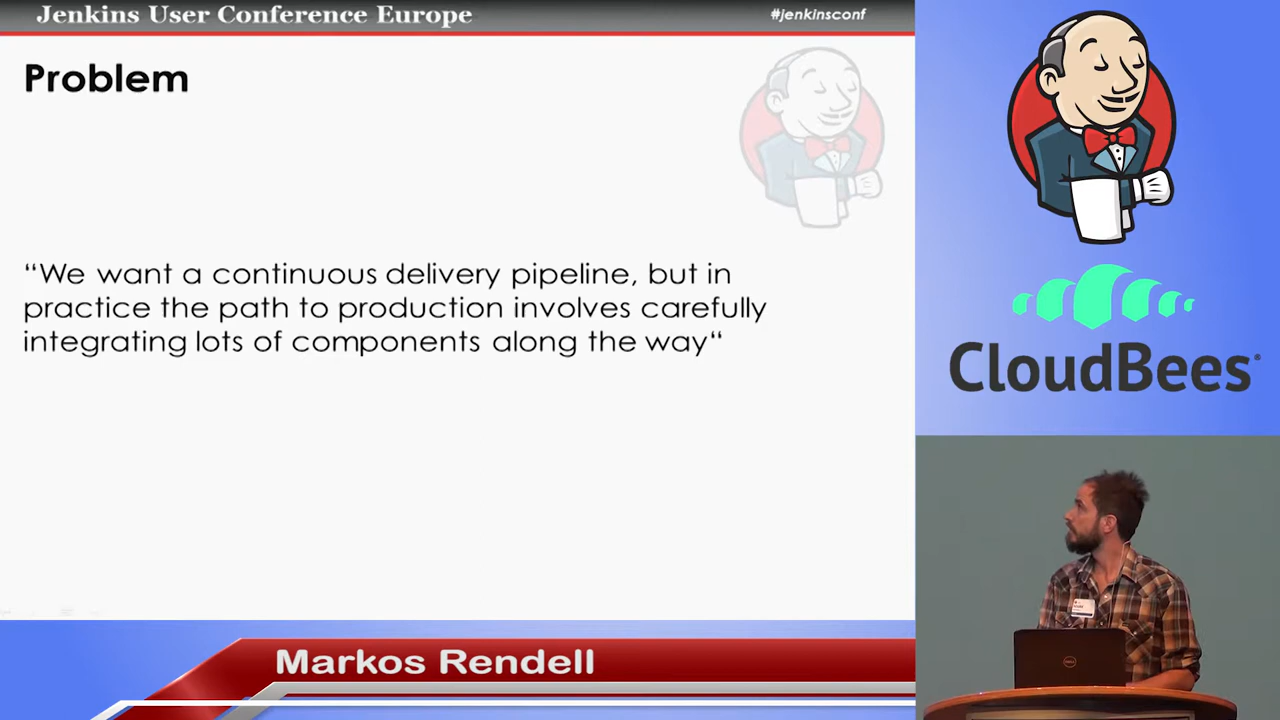 Jenkins User Conference Europe
#jenkinsconf
Problem
“We want a continuous delivery pipeline, but in
practice the path to production involves carefully
integrating lots of components along the way“
CloudBees®
Markos Rendell
DELL